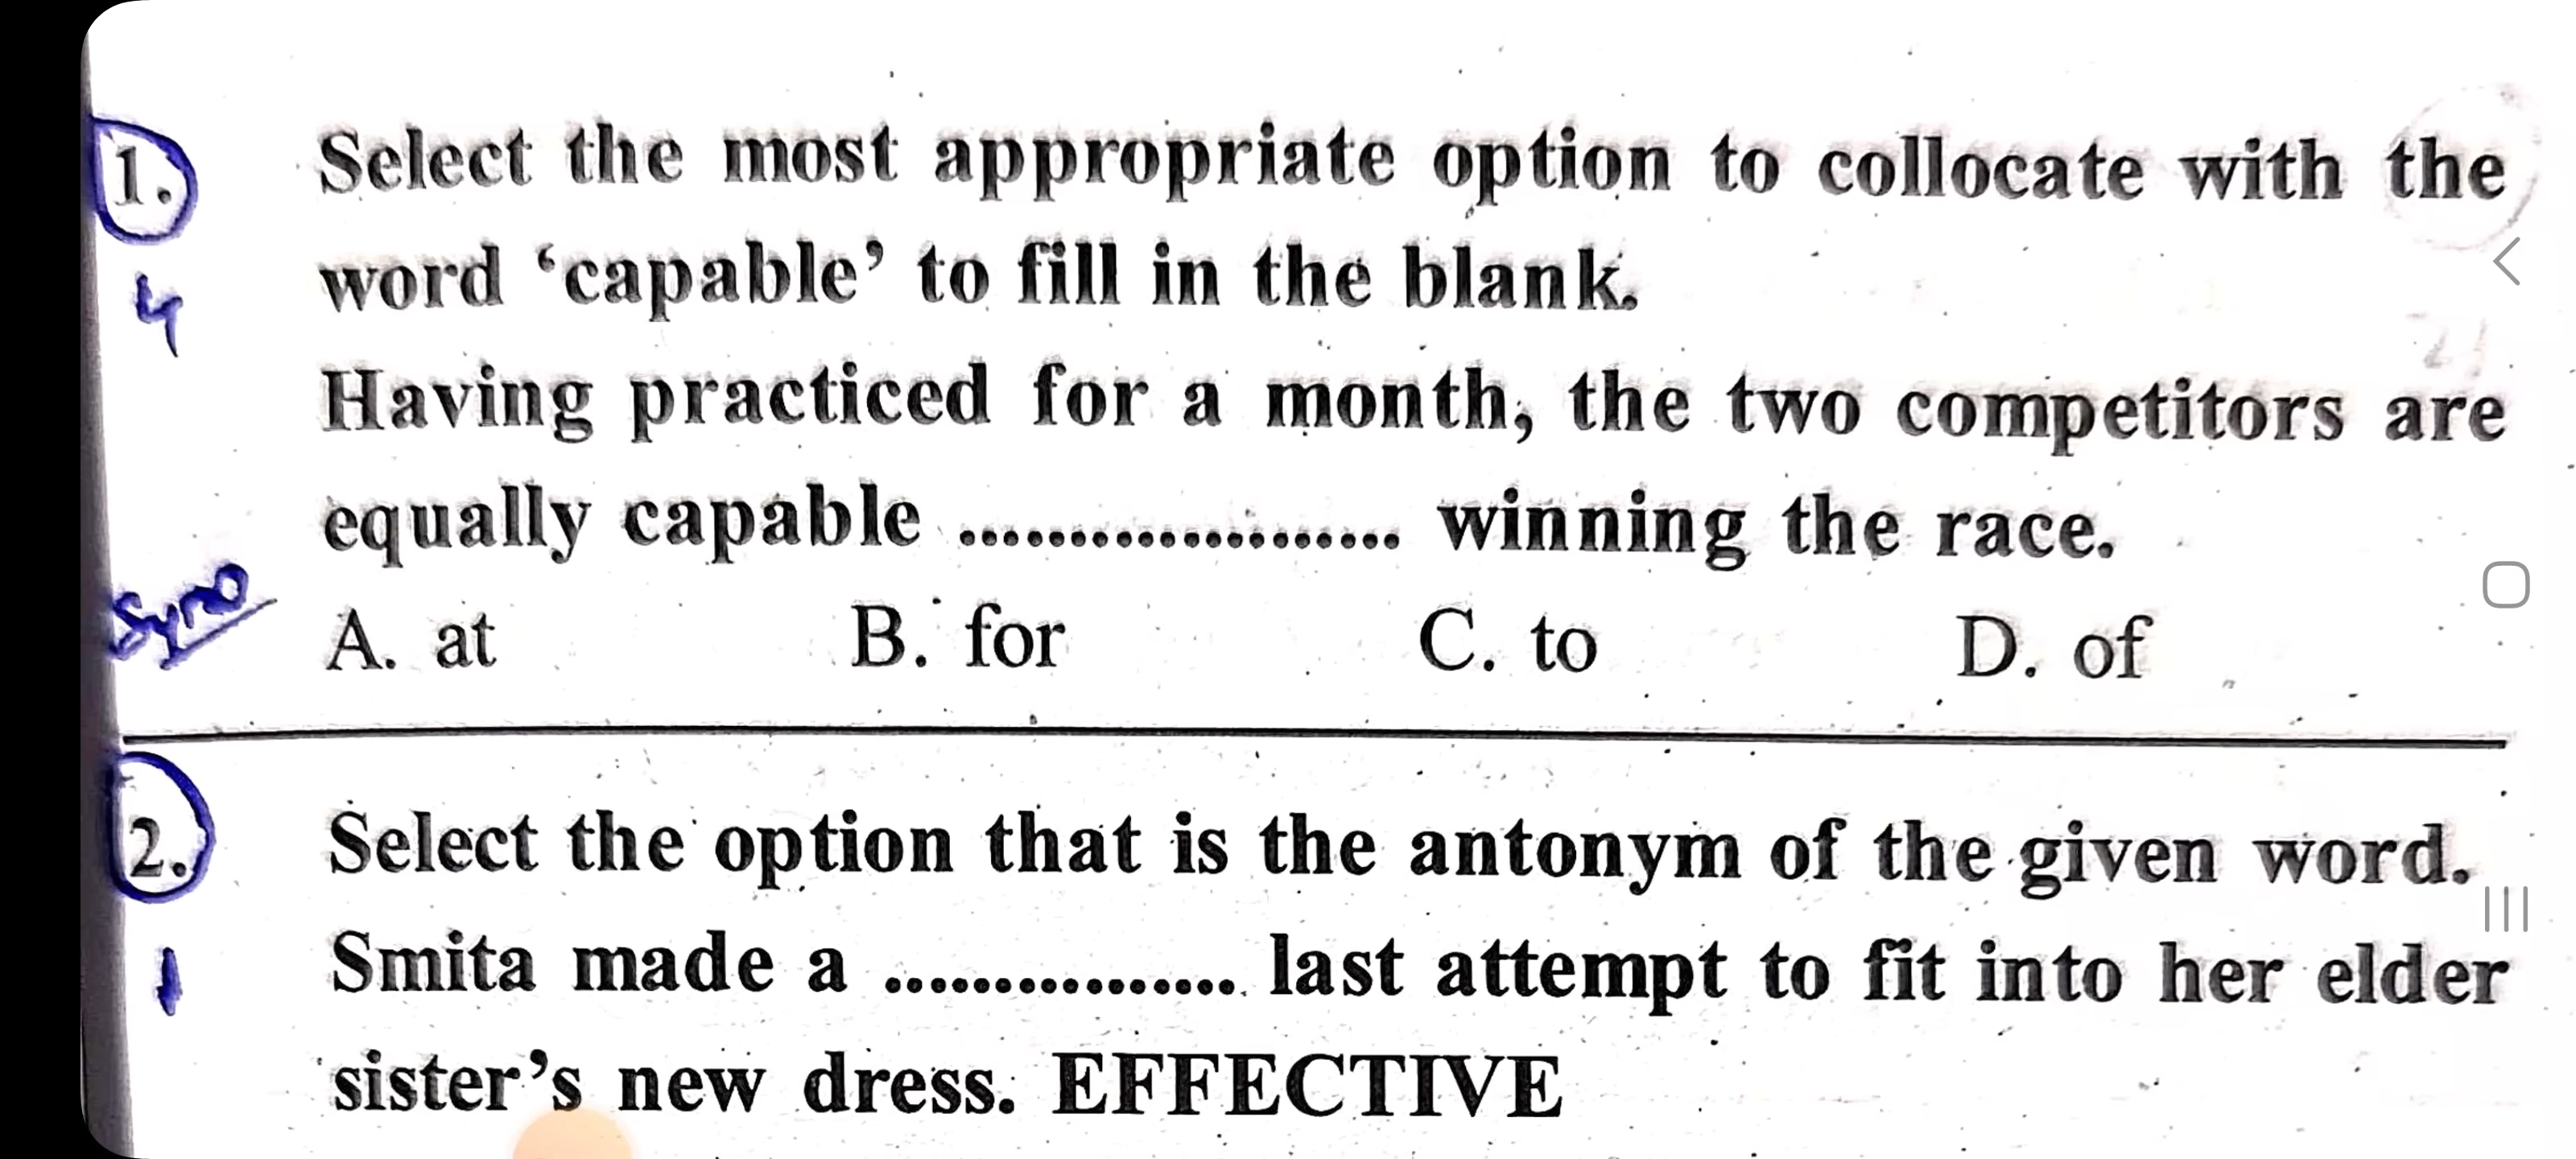 1. Select the most appropriate option to collocate with the
4 word ‘capable’ to fill in the blank.
Having practiced for a month, the two competitors are
equally capable ...................... winning the race.
Syno A. at B. for C. to D. of
2. Select the option that is the antonym of the given word.
1 Smita made a ................. last attempt to fit into her elder
sister’s new dress. EFFECTIVE